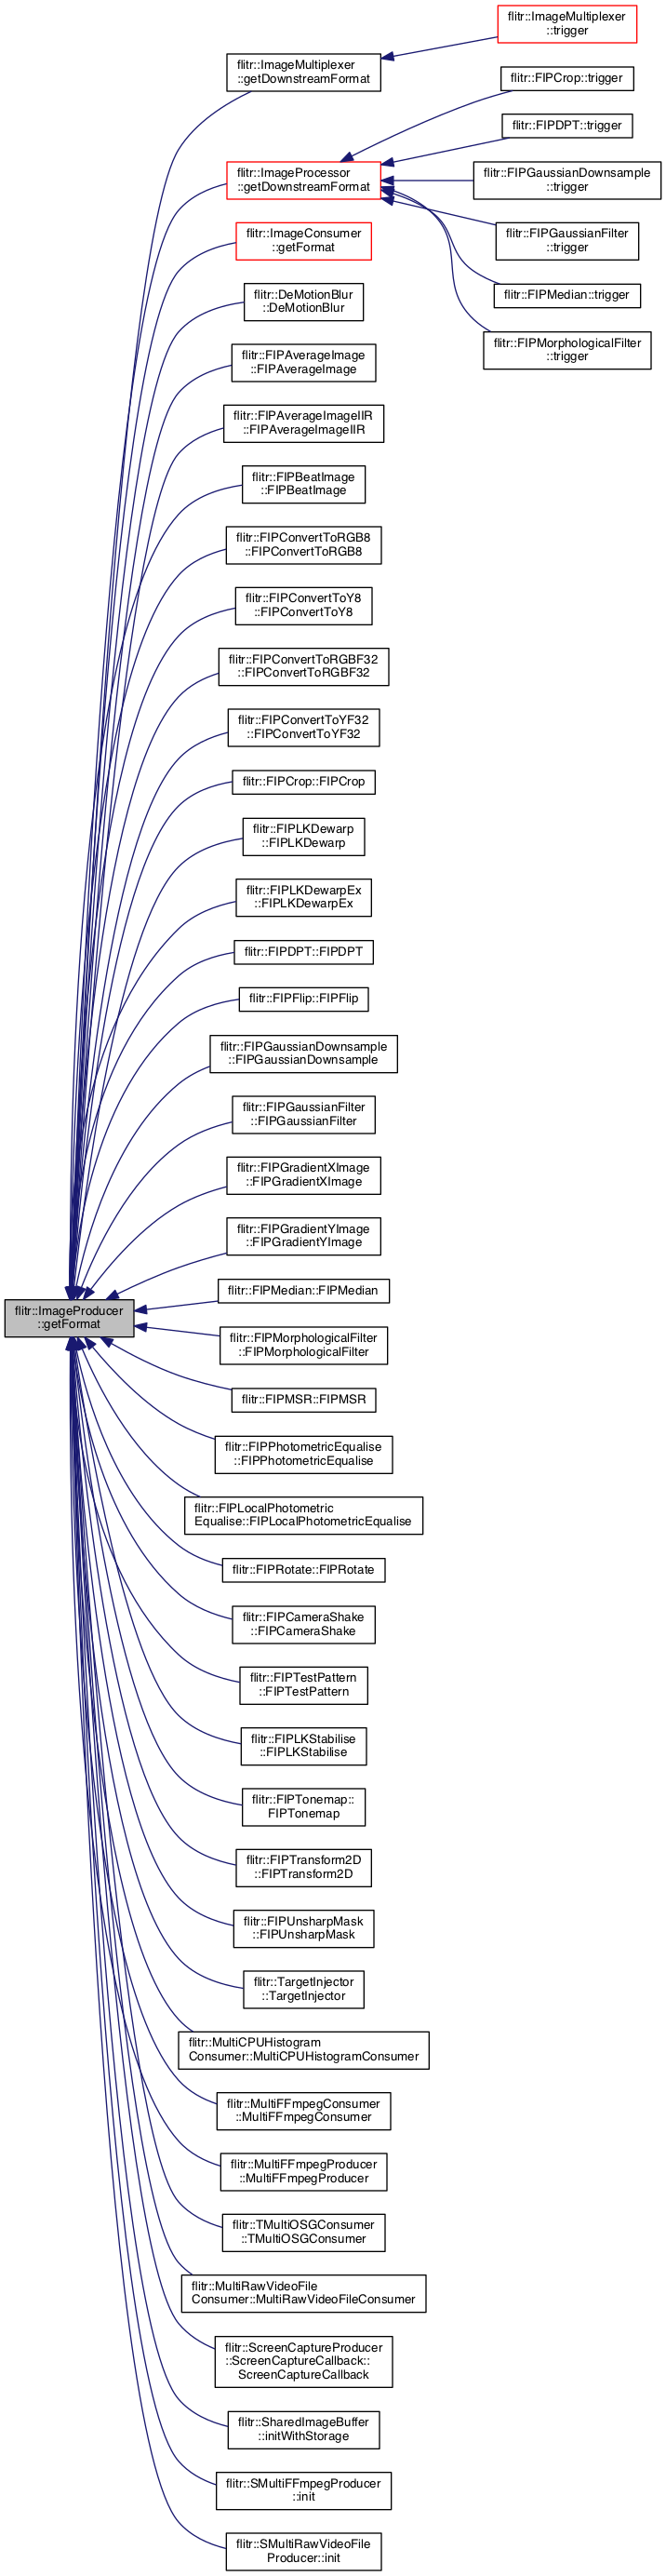 flitr::ImageMultiplexer
::trigger
flitr::ImageMultiplexer
::getDownstreamFormat
flitr::FIPCrop::trigger
flitr::FIPDPT::trigger
flitr::ImageProcessor
::getDownstreamFormat
flitr::FIPGaussianDownsample
::trigger
flitr::ImageConsumer
::getFormat
flitr::FIPGaussianFilter
::trigger
flitr::FIPMedian::trigger
flitr::DeMotionBlur
::DeMotionBlur
flitr::FIPMorphologicalFilter
::trigger
flitr::FIPAverageImage
::FIPAverageImage
flitr::FIPAverageImageIIR
::FIPAverageImageIIR
flitr::FIPBeatImage
::FIPBeatImage
flitr::FIPConvertToRGB8
::FIPConvertToRGB8
flitr::FIPConvertToY8
::FIPConvertToY8
flitr::FIPConvertToRGBF32
::FIPConvertToRGBF32
flitr::FIPConvertToYF32
::FIPConvertToYF32
flitr::FIPCrop::FIPCrop
flitr::FIPLKDewarp
::FIPLKDewarp
flitr::FIPLKDewarpEx
::FIPLKDewarpEx
flitr::FIPDPT::FIPDPT
flitr::FIPFlip::FIPFlip
flitr::FIPGaussianDownsample
::FIPGaussianDownsample
flitr::FIPGaussianFilter
::FIPGaussianFilter
flitr::FIPGradientXImage
::FIPGradientXImage
flitr::FIPGradientYImage
::FIPGradientYImage
flitr::FIPMedian::FIPMedian
flitr::ImageProducer
::getFormat
flitr::FIPMorphologicalFilter
::FIPMorphologicalFilter
flitr::FIPMSR::FIPMSR
flitr::FIPPhotometricEqualise
::FIPPhotometricEqualise
flitr::FIPLocalPhotometric
Equalise::FIPLocalPhotometricEqualise
flitr::FIPRotate::FIPRotate
flitr::FIPCameraShake
::FIPCameraShake
flitr::FIPTestPattern
::FIPTestPattern
flitr::FIPLKStabilise
::FIPLKStabilise
flitr::FIPTonemap::
FIPTonemap
flitr::FIPTransform2D
::FIPTransform2D
flitr::FIPUnsharpMask
::FIPUnsharpMask
flitr::TargetInjector
::TargetInjector
flitr::MultiCPUHistogram
Consumer::MultiCPUHistogramConsumer
flitr::MultiFFmpegConsumer
::MultiFFmpegConsumer
flitr::MultiFFmpegProducer
::MultiFFmpegProducer
flitr::TMultiOSGConsumer
::TMultiOSGConsumer
flitr::MultiRawVideoFile
Consumer::MultiRawVideoFileConsumer
flitr::ScreenCaptureProducer
::ScreenCaptureCallback::
ScreenCaptureCallback
flitr::SharedImageBuffer
::initWithStorage
flitr::SMultiFFmpegProducer
::init
flitr::SMultiRawVideoFile
Producer::init